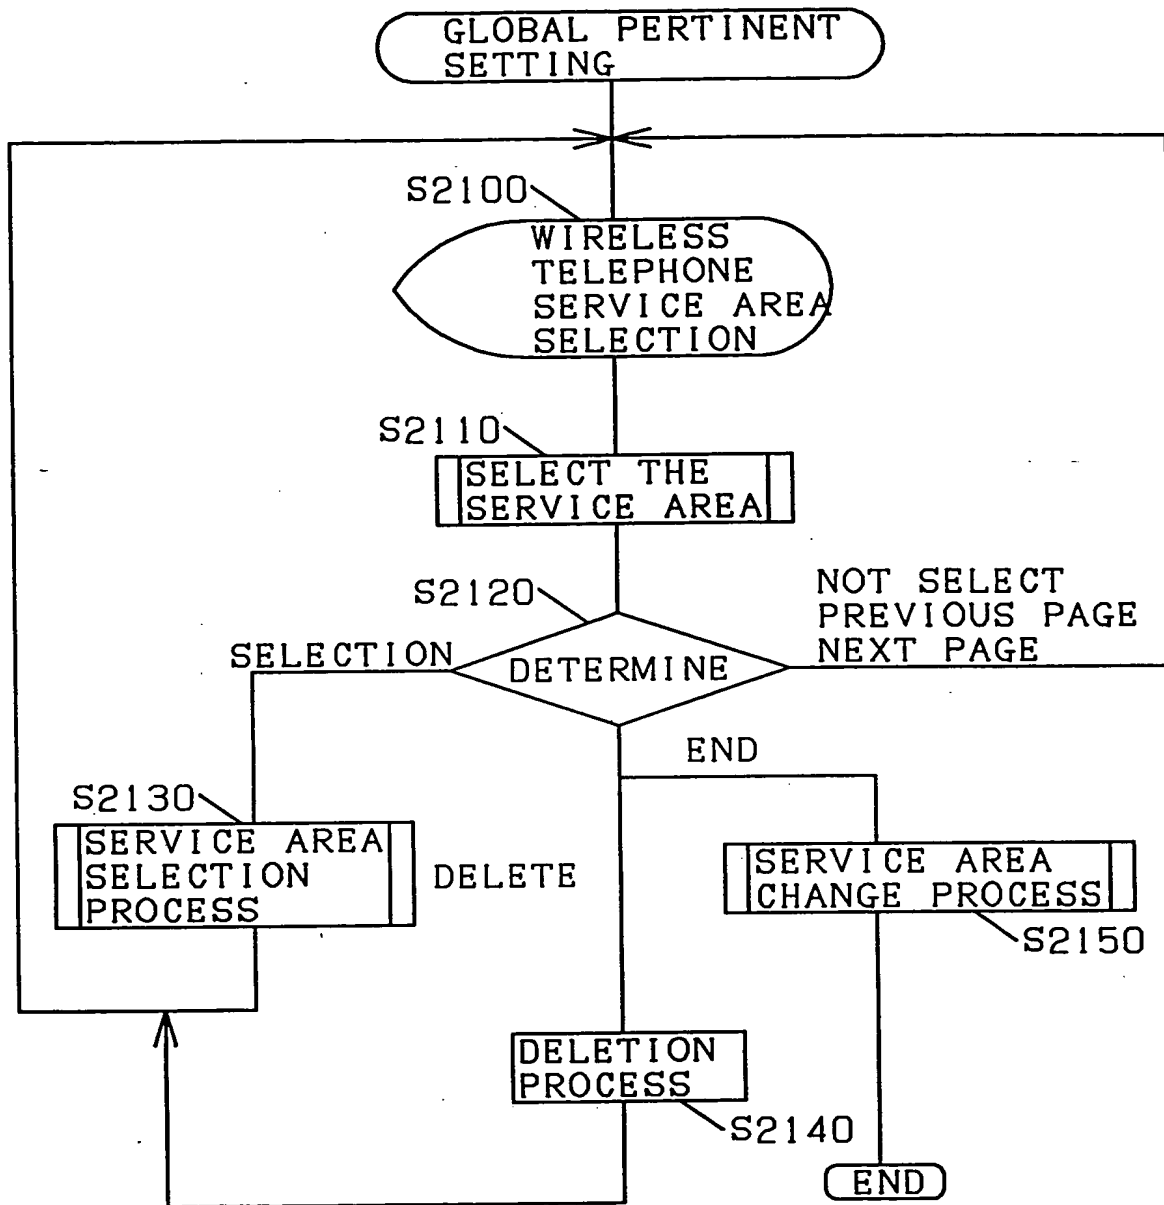 GLOBAL PERTINENT
SETTING
S2100
WIRELESS
TELEPHONE
SERVICE AREA
SELECTION
S2110
SELECT THE
SERVICE AREA
S2120
NOT SELECT
PREVIOUS PAGE
NEXT PAGE
SELECTION
DETERMINE
END
S2130
SERVICE AREA
SELECTION
PROCESS
DELETE
SERVICE AREA
CHANGE PROCESS
S2150
DELETION
PROCESS
S2140
END